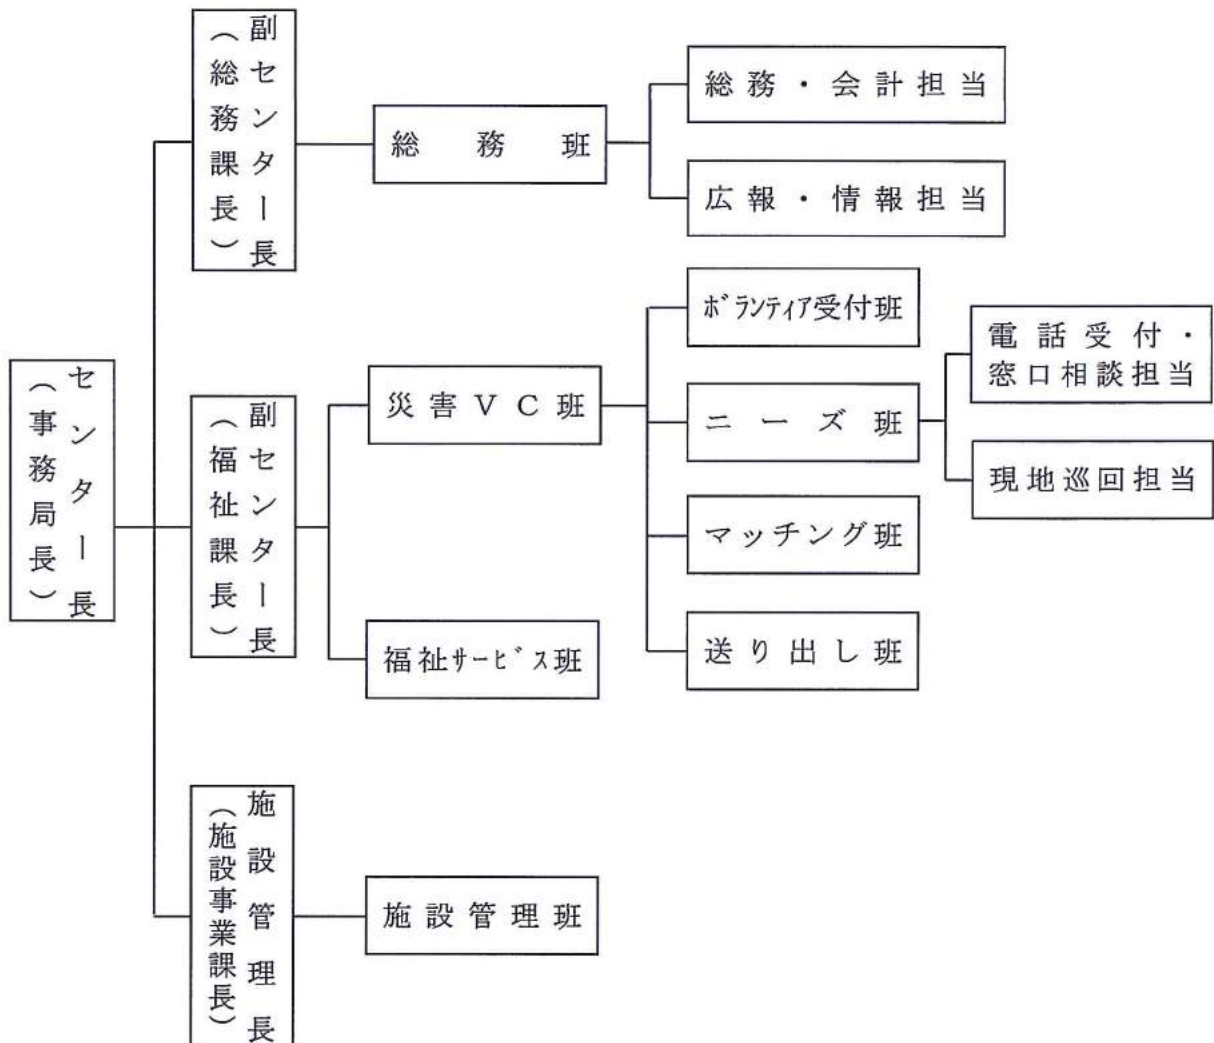 センター長
（事務局長）
副センター長
（総務課長）
総務班
総務・会計担当
広報・情報担当
副センター長
（福祉課長）
災害ＶＣ班
ﾎﾞﾗﾝﾃｨｱ受付班
ニーズ班
電話受付・
窓口相談担当
現地巡回担当
マッチング班
送り出し班
福祉ｻｰﾋﾞｽ班
施設管理長
（施設事業課長）
施設管理班